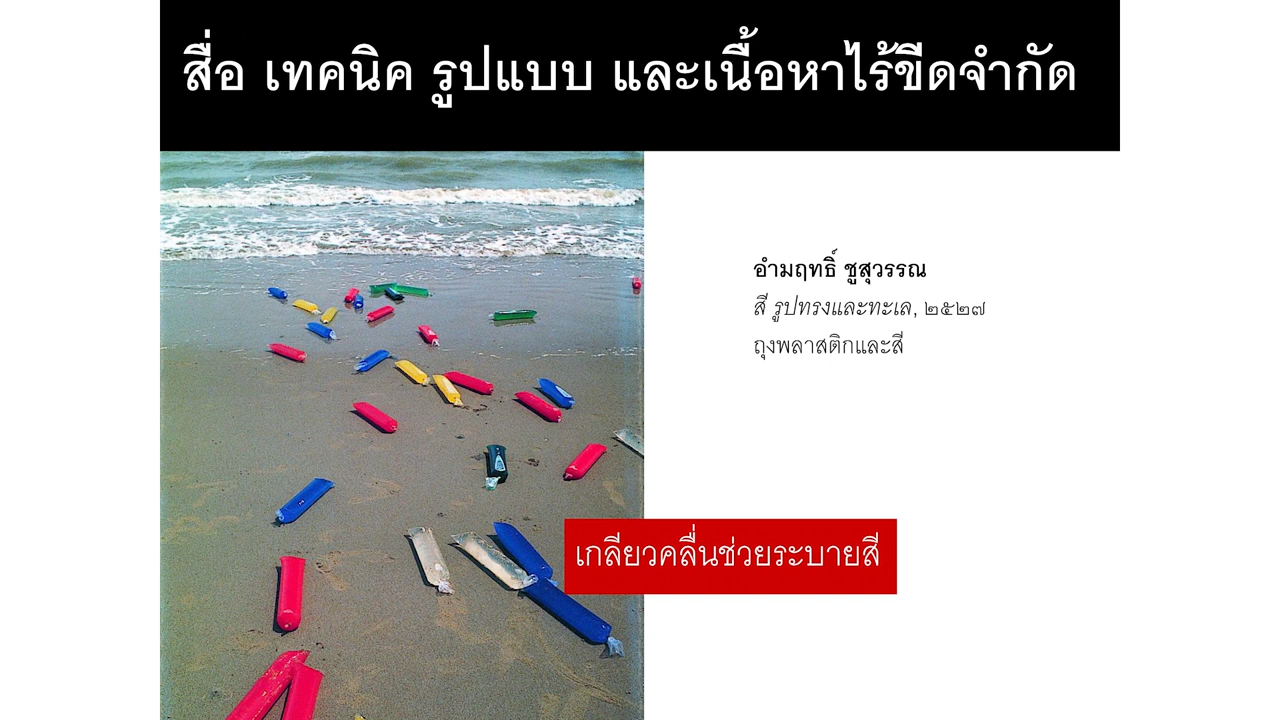 สื่อ เทคนิค รูปแบบ และเนื้อหาไร้ขีดจำกัด
อำมฤทธิ์ ชูสุวรรณ
สี รูปทรงและทะเล, ๒๕๒๗
ถุงพลาสติกและสี
เกลียวคลื่นช่วยระบายสี